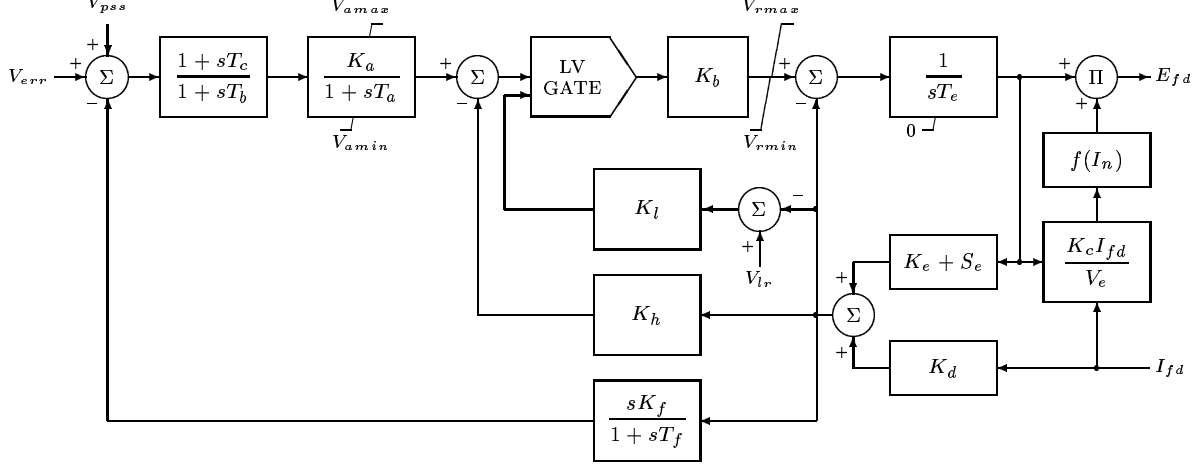 V_pss
V_amax
V_rmax
V_err + + − Σ
1 + sT_c / 1 + sT_b
K_a / 1 + sT_a
V_amin
+ − Σ
LV
GATE
K_b
V_rmin
+ − Σ
1 / sT_e
0
+ + Π E_fd
f(I_n)
K_l
Σ − +
V_lr
K_e + S_e
K_c I_fd / V_e
K_h
+ + Σ
K_d
I_fd
sK_f / 1 + sT_f